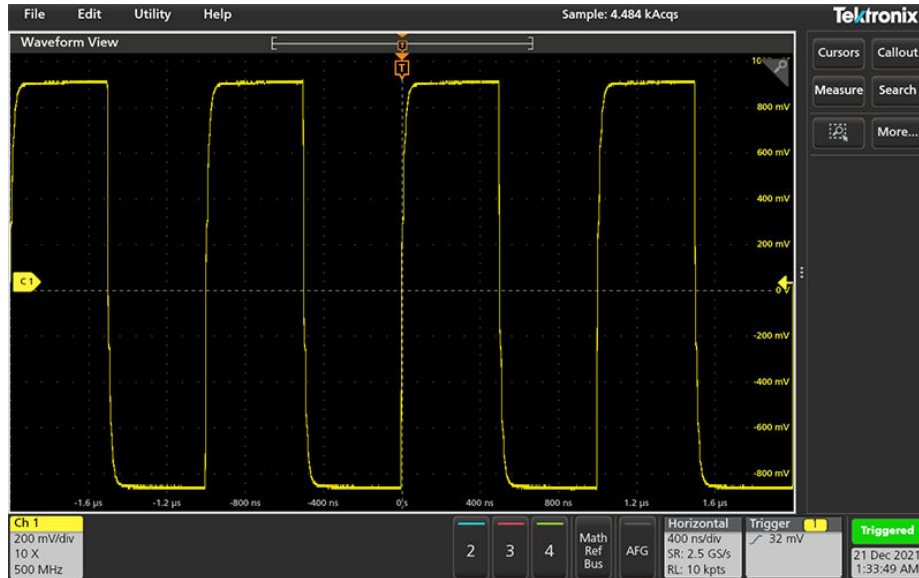 File Edit Utility Help Sample: 4.484 kAcqs Tektronix
Waveform View
Cursors Callout
Measure Search
More...
T
T
800 mV
600 mV
400 mV
200 mV
C 1
0 V
-200 mV
-400 mV
-600 mV
-800 mV
-1.6 µs -1.2 µs -800 ns -400 ns 0 s 400 ns 800 ns 1.2 µs 1.6 µs
Ch 1
200 mV/div
10 X
500 MHz
2 3 4
Math
Ref
Bus
AFG
Horizontal
400 ns/div
SR: 2.5 GS/s
RL: 10 kpts
Trigger 1
32 mV
Triggered
21 Dec 2021
1:33:49 AM